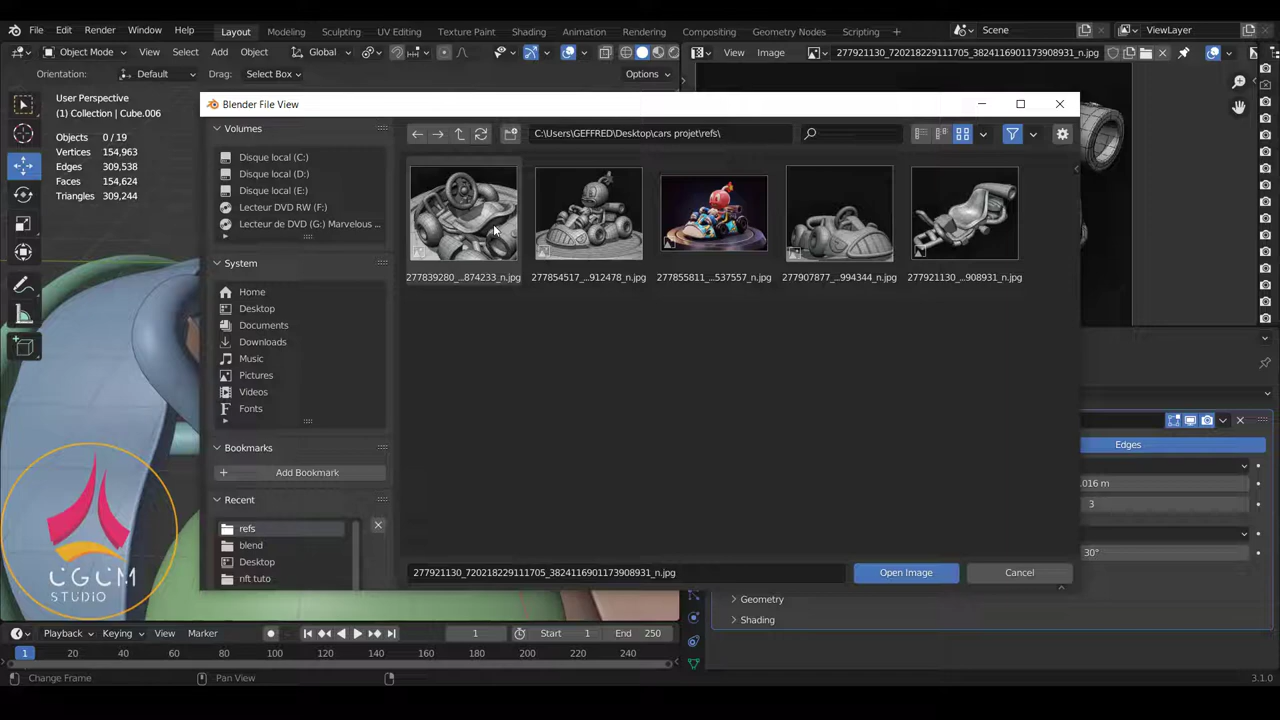 File Edit Render Window Help Layout Modeling Sculpting UV Editing Texture Paint Shading Animation Rendering Compositing Geometry Nodes Scripting Scene ViewLayer
Object Mode View Select Add Object Global View Image 277921130_720218229111705_3824116901173908931_n.jpg
Orientation: Default Drag: Select Box Options
User Perspective
(1) Collection | Cube.006
Objects 0 / 19
Vertices 154,963
Edges 309,538
Faces 154,624
Triangles 309,244
Blender File View
Volumes
C:\Users\GEFFRED\Desktop\cars projet\refs\
Disque local (C:)
Disque local (D:)
Disque local (E:)
Lecteur DVD RW (F:)
Lecteur de DVD (G:) Marvelous ...
277839280_...874233_n.jpg 277854517_...912478_n.jpg 277855811_...537557_n.jpg 277907877_...994344_n.jpg 277921130_...908931_n.jpg
System
Home
Desktop
Documents
Downloads
Music
Pictures
Videos
Fonts
Bookmarks
Add Bookmark
Recent
refs
blend
Desktop
nft tuto
277921130_720218229111705_3824116901173908931_n.jpg Open Image Cancel
Edges
.016 m
3
30°
Geometry
Shading
CGCM
STUDIO
Playback Keying View Marker 1 Start 1 End 250
1 20 40 60 80 100 120 140 160 180 200 220 240
Change Frame Pan View 3.1.0